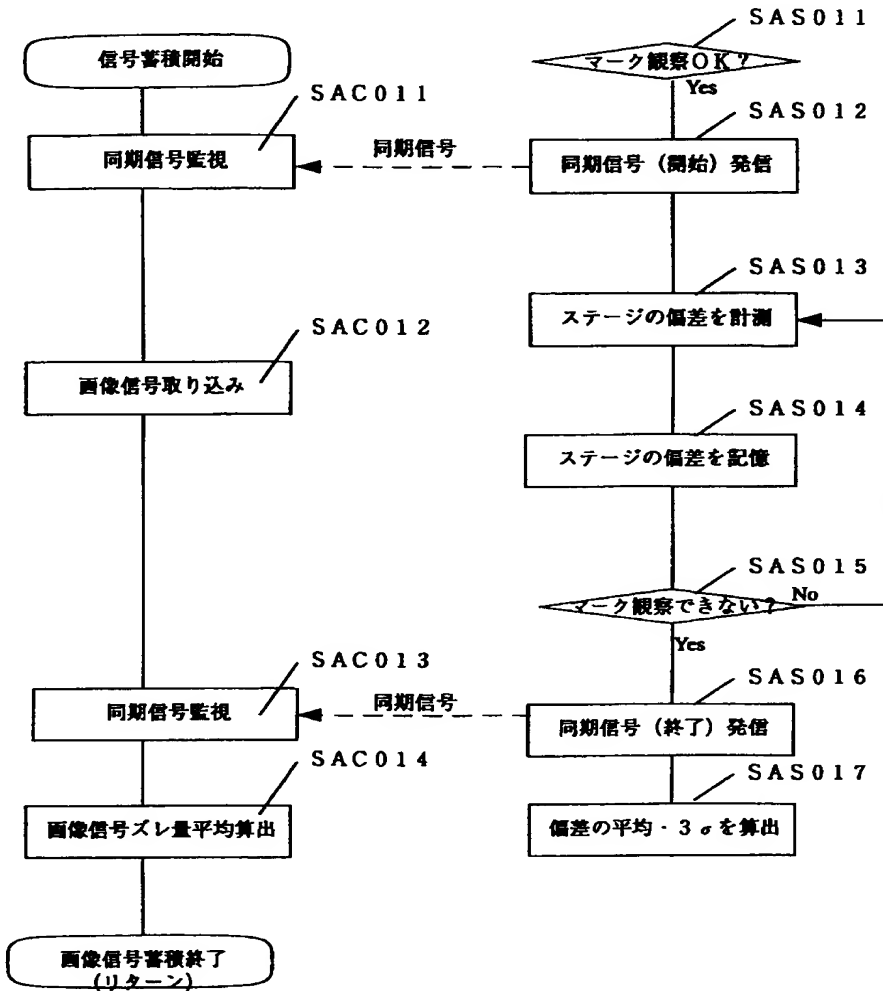 信号蓄積開始
SAC011
同期信号監視
同期信号
SAC012
画像信号取り込み
SAC013
同期信号監視
同期信号
SAC014
画像信号ズレ量平均算出
画像信号蓄積終了
(リターン)
SAS011
マーク観察OK?
Yes
SAS012
同期信号(開始)発信
SAS013
ステージの偏差を計測
SAS014
ステージの偏差を記憶
SAS015
マーク観察できない?
No
Yes
SAS016
同期信号(終了)発信
SAS017
偏差の平均・3σを算出